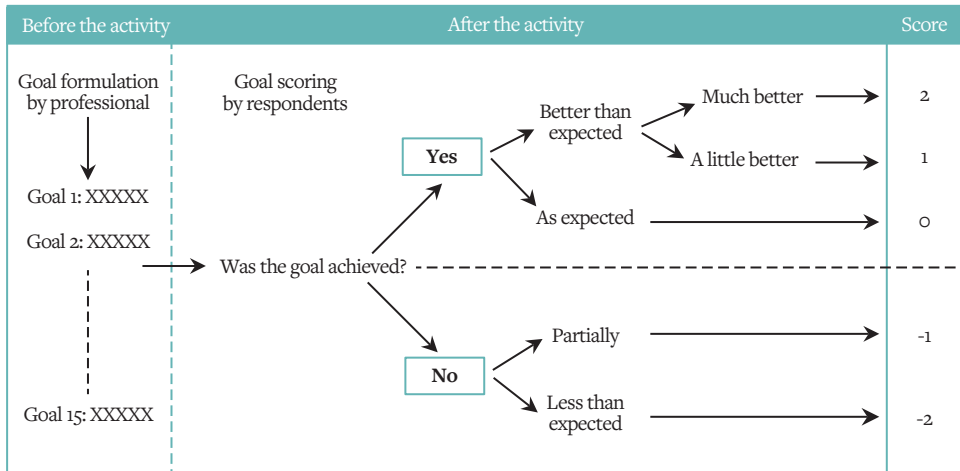 Before the activity
After the activity
Score
Goal formulation
by professional
Goal 1: XXXXX
Goal 2: XXXXX
Goal 15: XXXXX
Goal scoring
by respondents
Was the goal achieved?
Yes
Better than
expected
Much better
2
A little better
1
As expected
0
No
Partially
-1
Less than
expected
-2